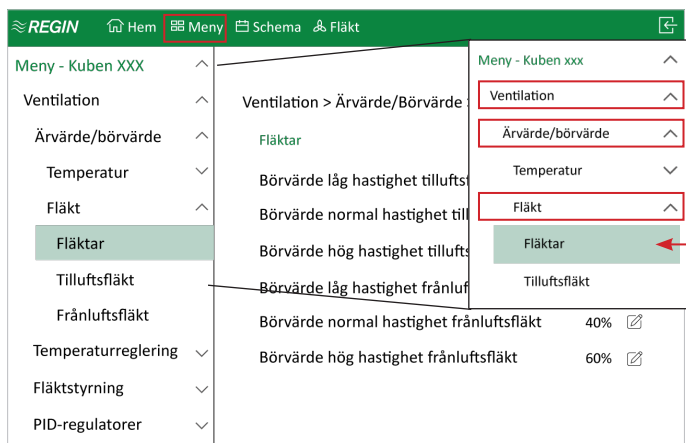 REGIN Hem Meny Schema Fläkt
Meny - Kuben XXX
Ventilation
Ärvärde/börvärde
Temperatur
Fläkt
Fläktar
Tilluftsfläkt
Frånluftsfläkt
Temperaturreglering
Fläktstyrning
PID-regulatorer
Ventilation > Ärvärde/Börvärde >
Fläktar
Börvärde låg hastighet tillufts
Börvärde normal hastighet till
Börvärde hög hastighet tillufts
Börvärde låg hastighet frånluf
Börvärde normal hastighet frånluftsfläkt 40%
Börvärde hög hastighet frånluftsfläkt 60%
Meny - Kuben xxx
Ventilation
Ärvärde/börvärde
Temperatur
Fläkt
Fläktar
Tilluftsfläkt